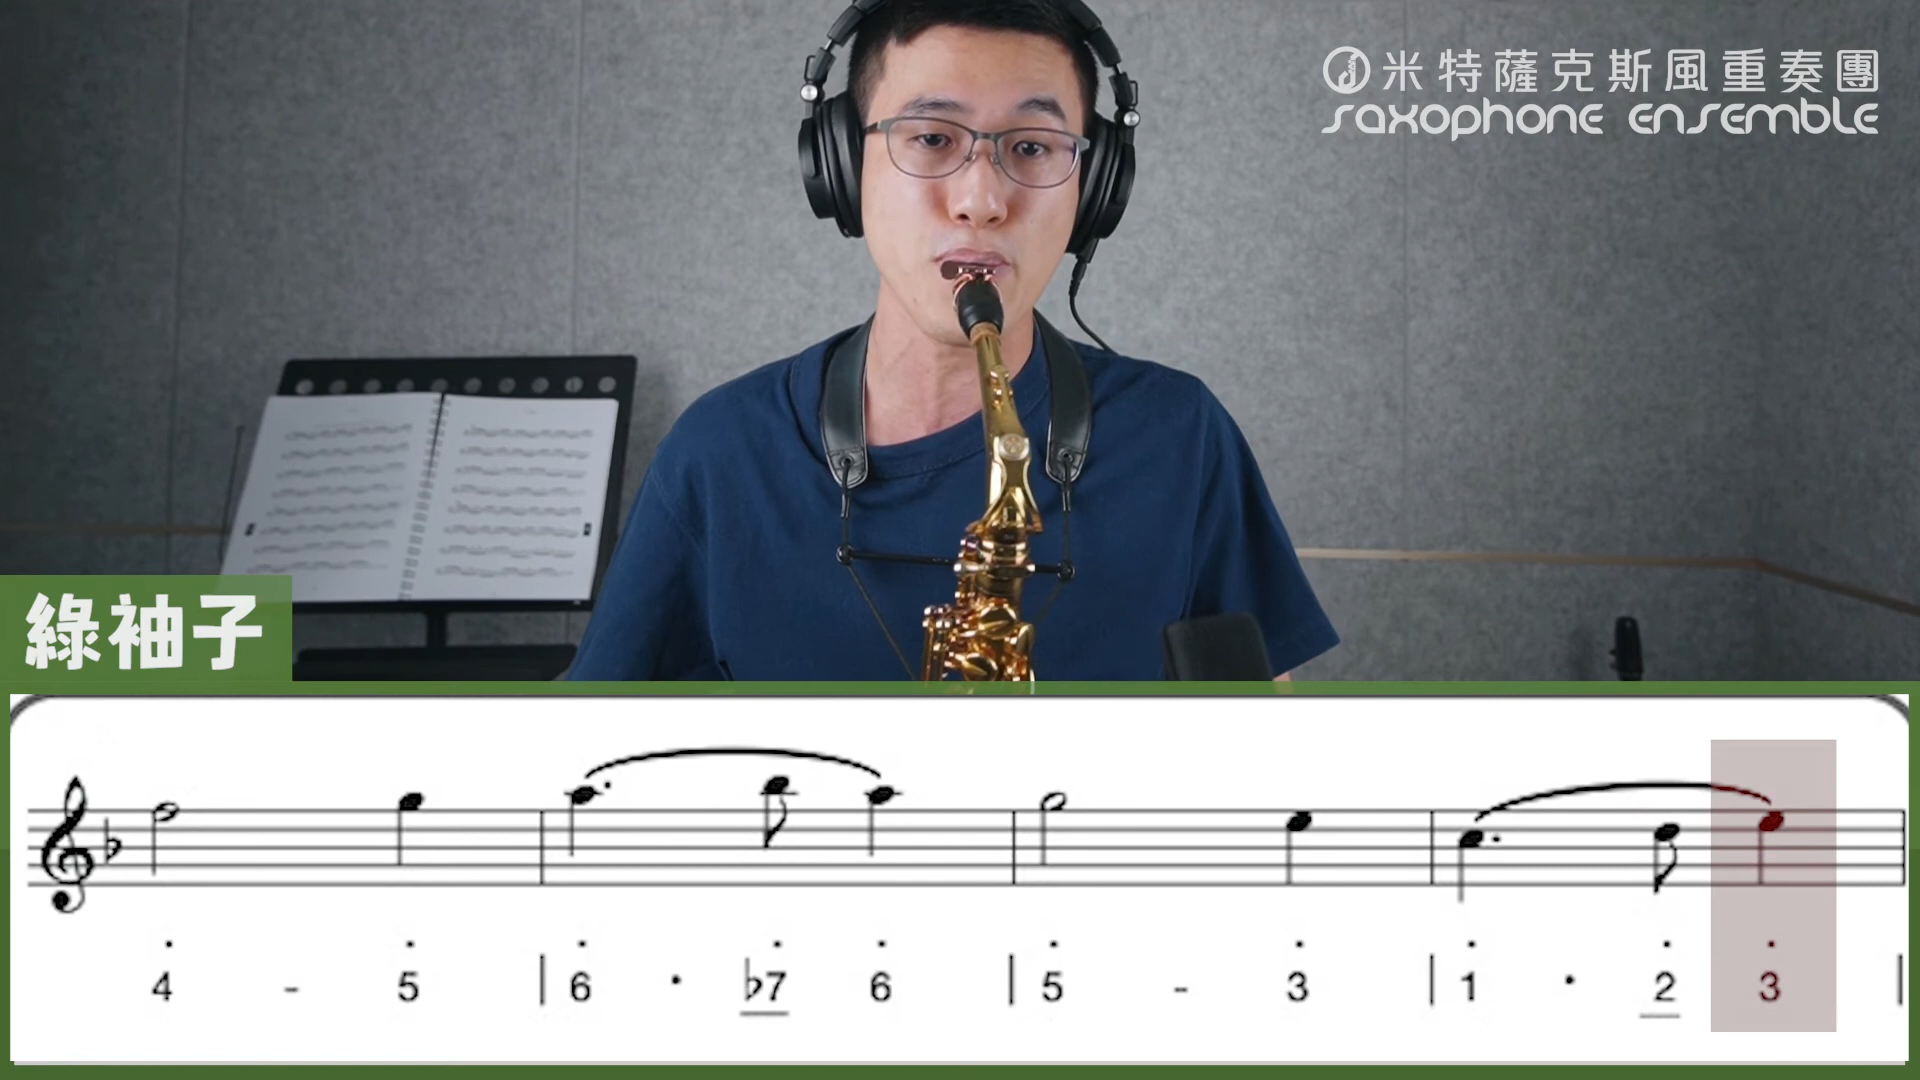 米特薩克斯風重奏團
saxophone ensemble
綠袖子
4 - 5 | 6 · ♭7 6 | 5 - 3 | 1 · 2 3 |